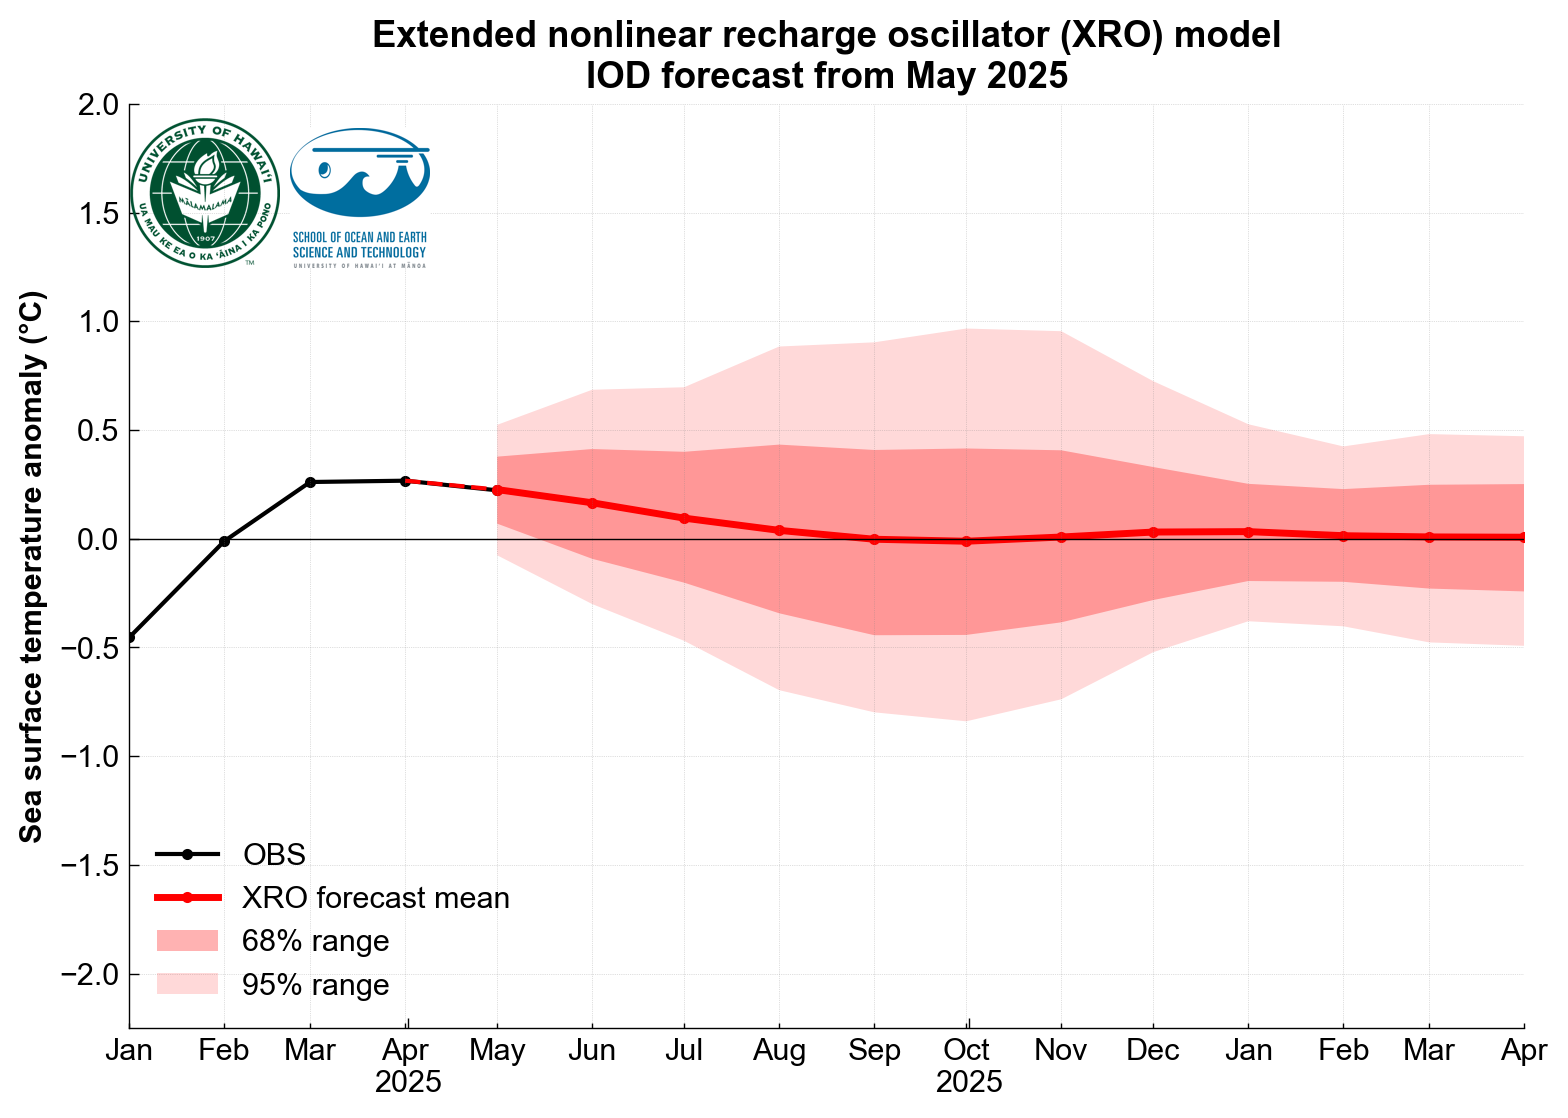 Extended nonlinear recharge oscillator (XRO) model
IOD forecast from May 2025
Sea surface temperature anomaly (°C)
2.0
1.5
1.0
0.5
0.0
−0.5
−1.0
−1.5
−2.0
UNIVERSITY OF HAWAIʻI
MĀLAMALAMA
1907
UA MAU KE EA O KA ʻĀINA I KA PONO
TM
SCHOOL OF OCEAN AND EARTH
SCIENCE AND TECHNOLOGY
UNIVERSITY OF HAWAIʻI AT MĀNOA
OBS
XRO forecast mean
68% range
95% range
Jan Feb Mar Apr May Jun Jul Aug Sep Oct Nov Dec Jan Feb Mar Apr
2025 2025